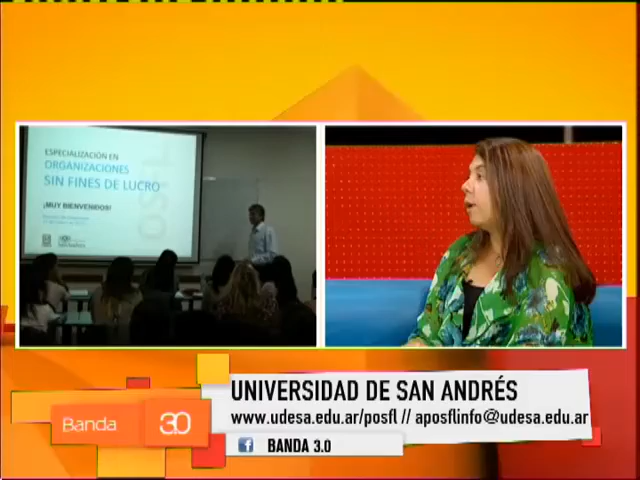 ESPECIALIZACIÓN EN
ORGANIZACIONES
SIN FINES DE LUCRO
¡MUY BIENVENIDOS!
UNIVERSIDAD DE SAN ANDRÉS
www.udesa.edu.ar/posfl // aposflinfo@udesa.edu.ar
Banda 3.0
f BANDA 3.0